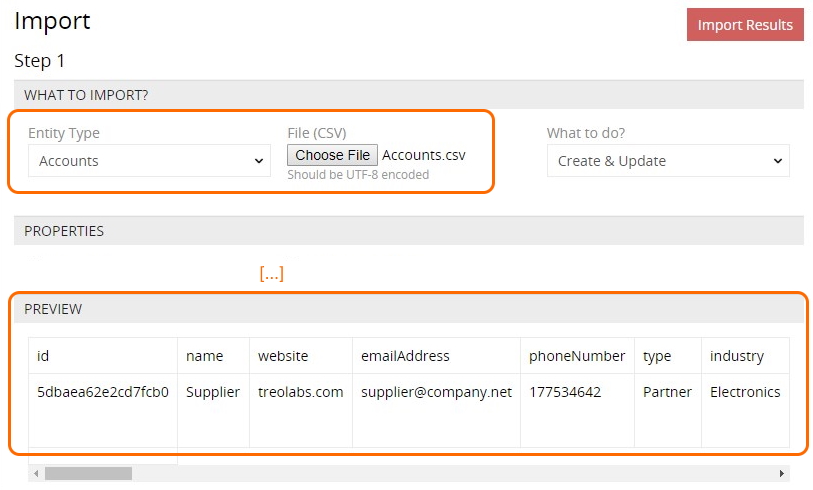 Import
Import Results
Step 1
WHAT TO IMPORT?
Entity Type File (CSV) What to do?
Accounts Choose File Accounts.csv Create & Update
Should be UTF-8 encoded
PROPERTIES
[...]
PREVIEW
id name website emailAddress phoneNumber type industry
5dbaea62e2cd7fcb0 Supplier treolabs.com supplier@company.net 177534642 Partner Electronics